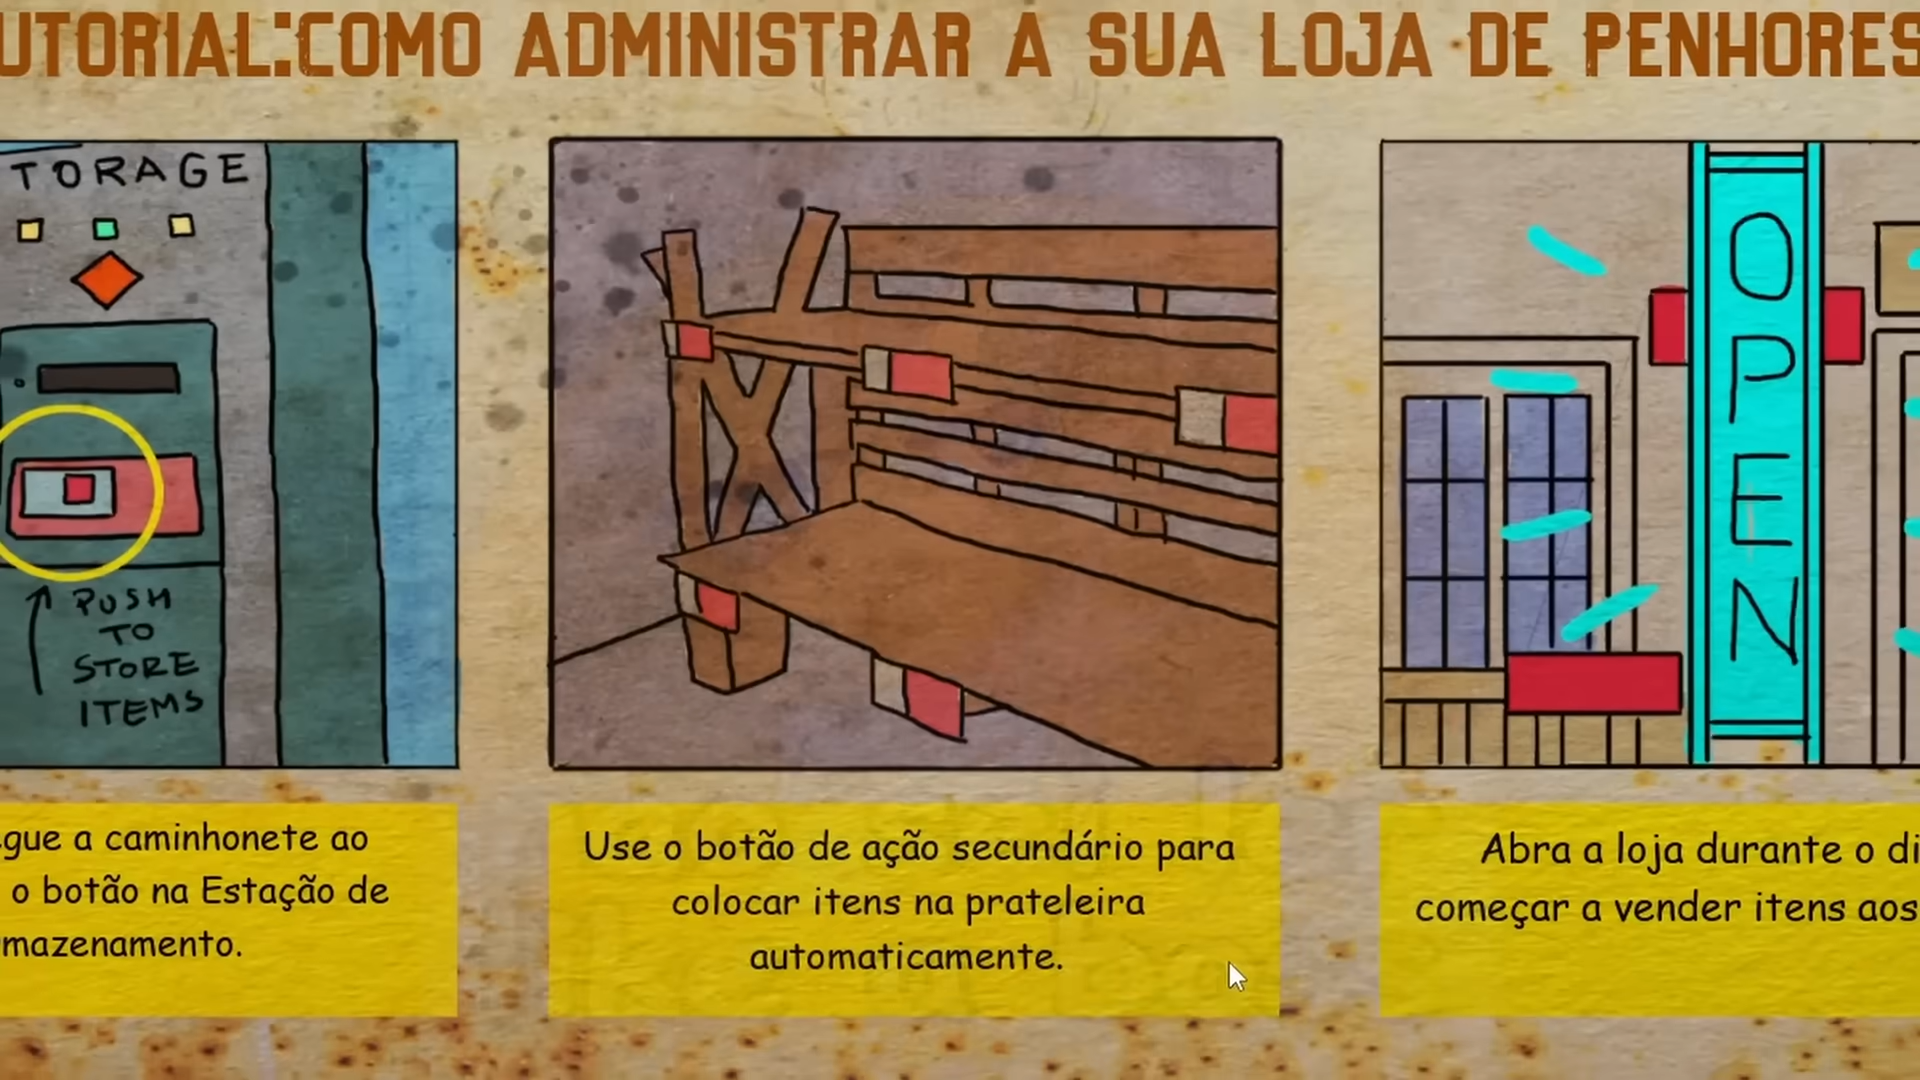 UTORIAL:COMO ADMINISTRAR A SUA LOJA DE PENHORES
TORAGE
PUSH
TO
STORE
ITEMS
OPEN
gue a caminhonete ao
o botão na Estação de
mazenamento.
Use o botão de ação secundário para
colocar itens na prateleira
automaticamente.
Abra a loja durante o di
começar a vender itens aos